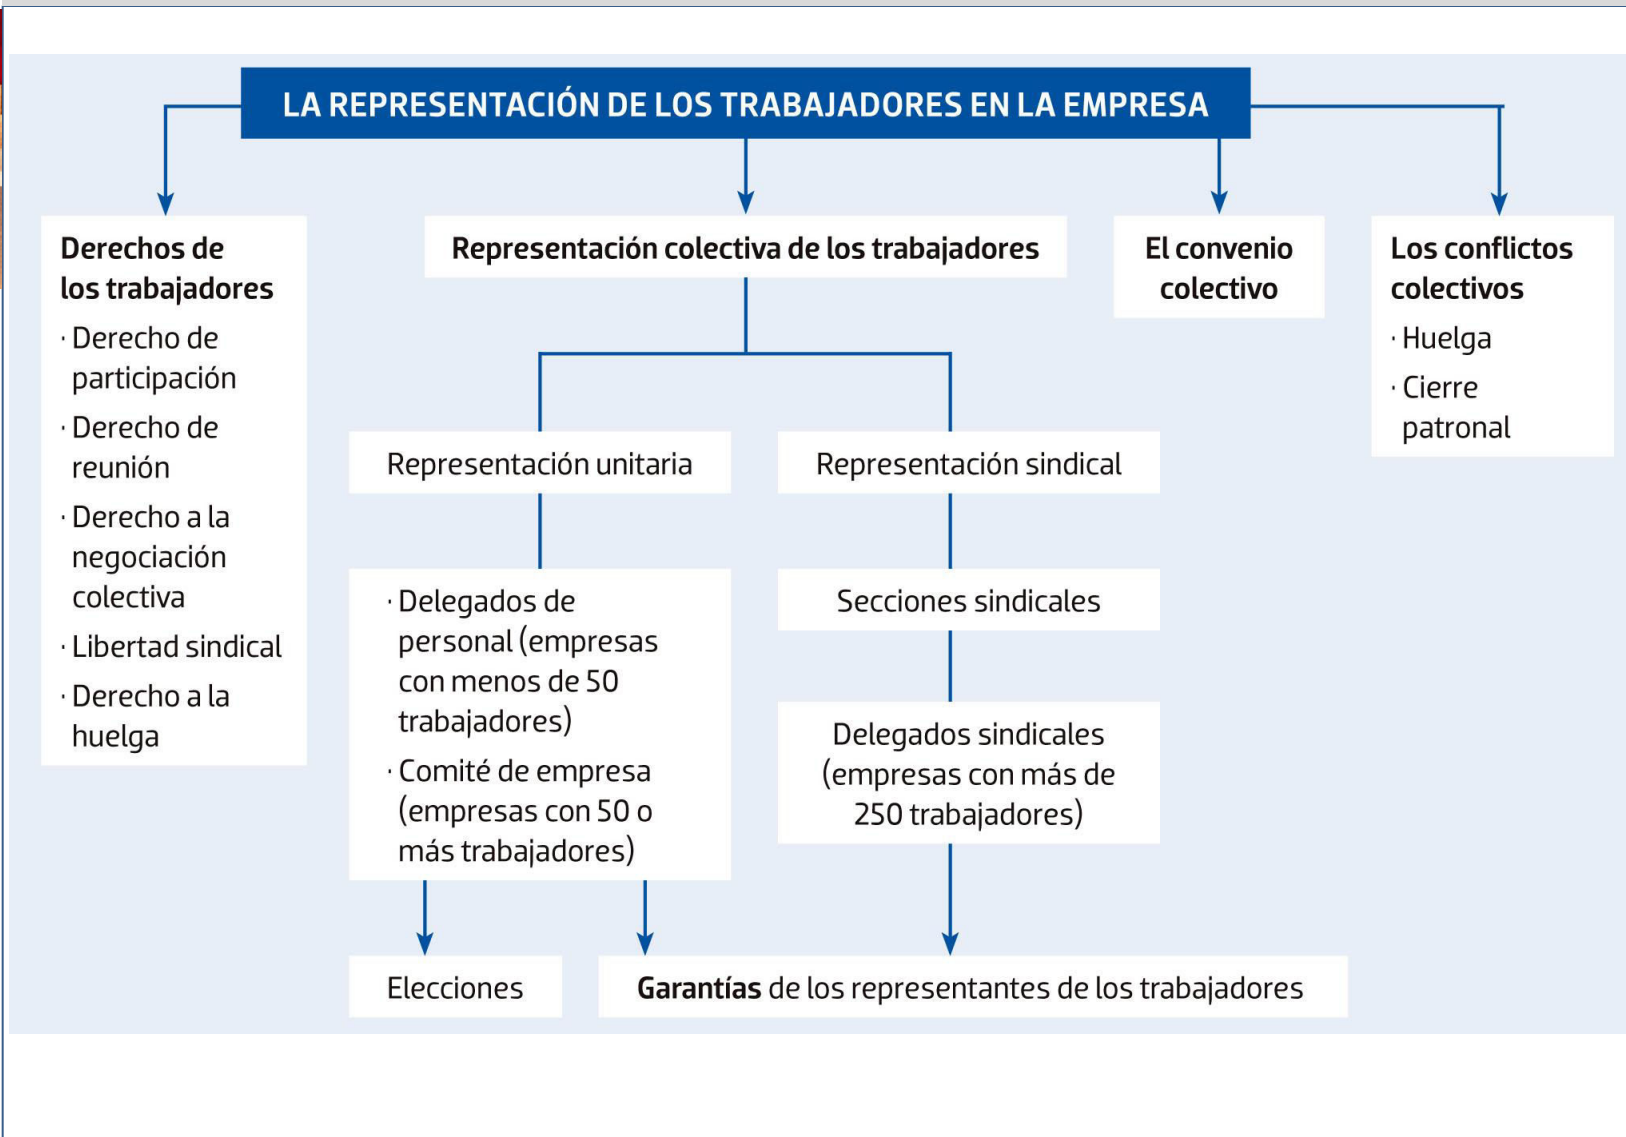 LA REPRESENTACIÓN DE LOS TRABAJADORES EN LA EMPRESA
Derechos de
los trabajadores
· Derecho de
participación
· Derecho de
reunión
· Derecho a la
negociación
colectiva
· Libertad sindical
· Derecho a la
huelga
Representación colectiva de los trabajadores
Representación unitaria
· Delegados de
personal (empresas
con menos de 50
trabajadores)
· Comité de empresa
(empresas con 50 o
más trabajadores)
Elecciones
Representación sindical
Secciones sindicales
Delegados sindicales
(empresas con más de
250 trabajadores)
Garantías de los representantes de los trabajadores
El convenio
colectivo
Los conflictos
colectivos
· Huelga
· Cierre
patronal